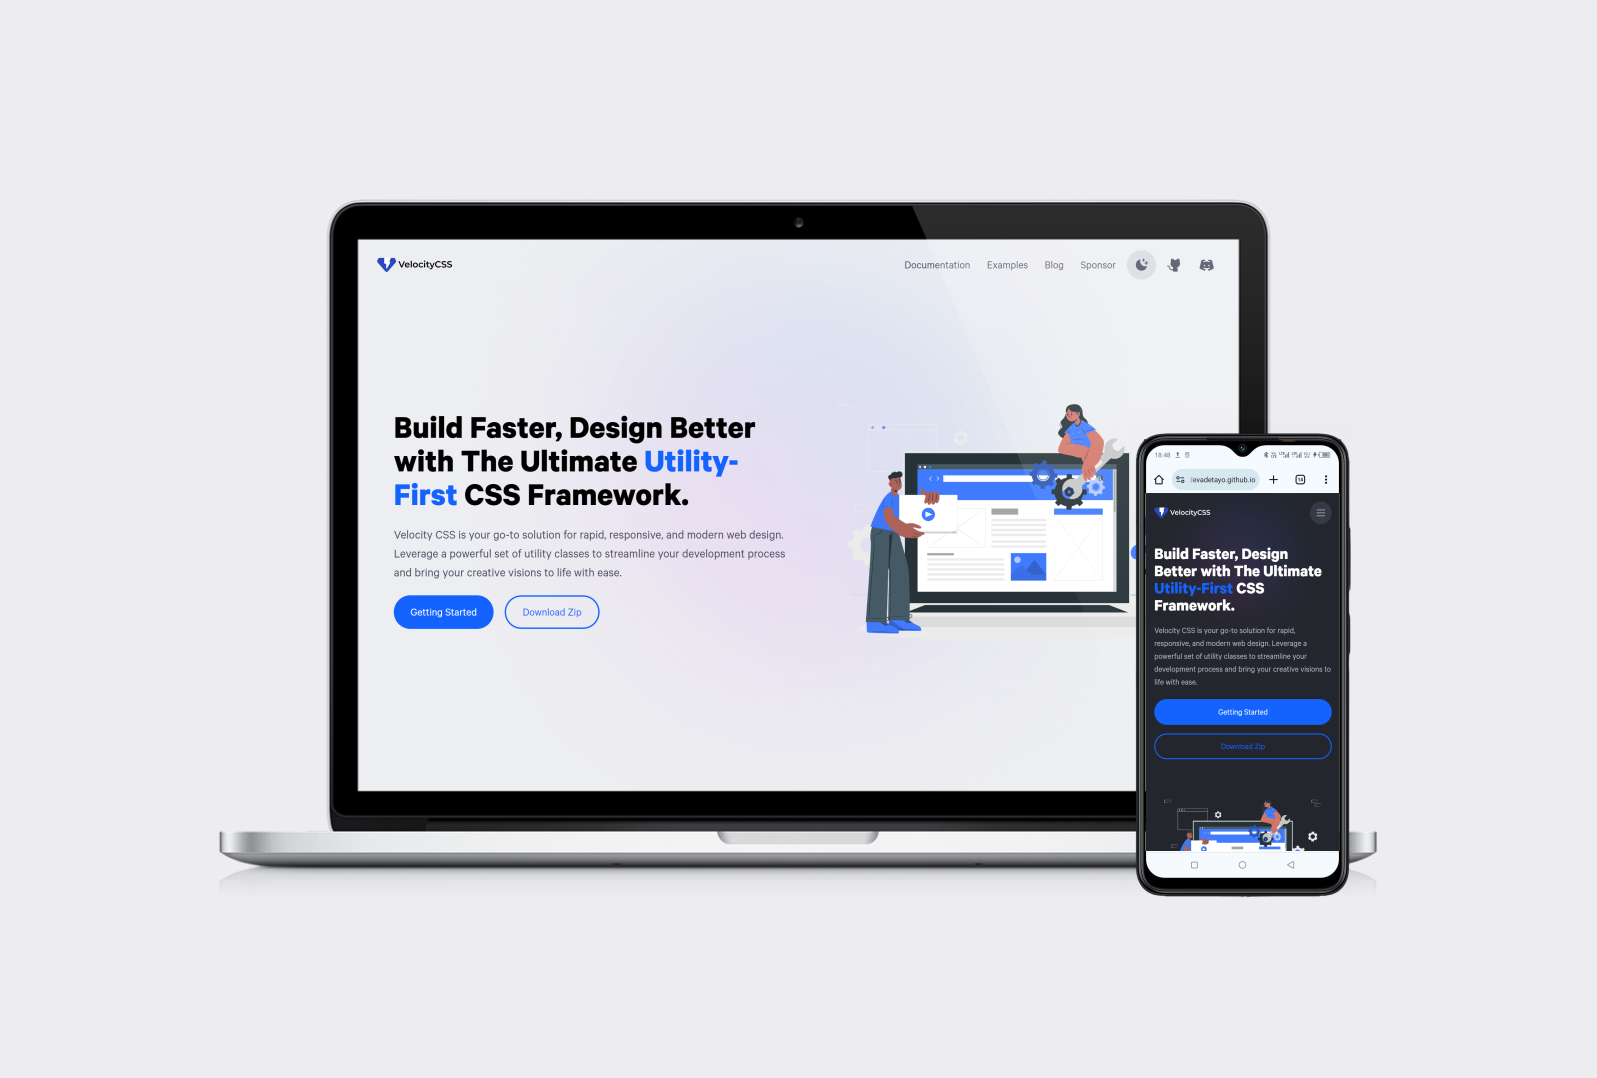 VelocityCSS
Documentation Examples Blog Sponsor
Build Faster, Design Better
with The Ultimate Utility-
First CSS Framework.
Velocity CSS is your go-to solution for rapid, responsive, and modern web design.
Leverage a powerful set of utility classes to streamline your development process
and bring your creative visions to life with ease.
Getting Started Download Zip
18:48
levadetayo.github.io
14
VelocityCSS
Build Faster, Design
Better with The Ultimate
Utility-First CSS
Framework.
Velocity CSS is your go-to solution for rapid,
responsive, and modern web design. Leverage a
powerful set of utility classes to streamline your
development process and bring your creative visions to
life with ease.
Getting Started
Download Zip